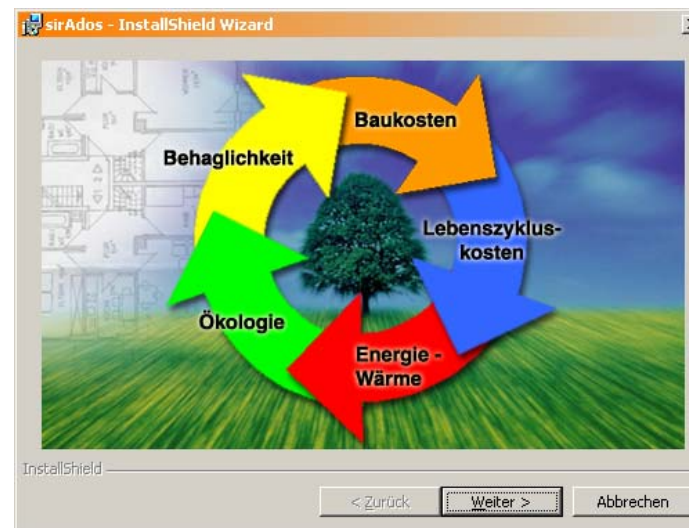 sirAdos - InstallShield Wizard
Baukosten
Behaglichkeit
Lebenszyklus-
kosten
Ökologie
Energie -
Wärme
InstallShield
< Zurück
Weiter >
Abbrechen